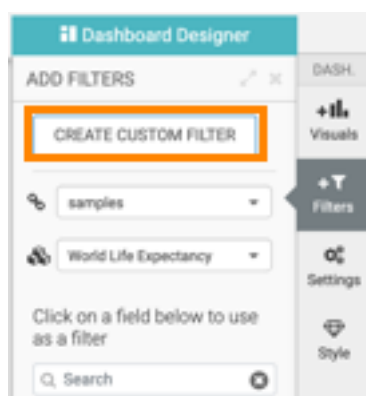 Dashboard Designer
ADD FILTERS
DASH.
CREATE CUSTOM FILTER
Visuals
samples
Filters
World Life Expectancy
Settings
Click on a field below to use
as a filter
Style
Search